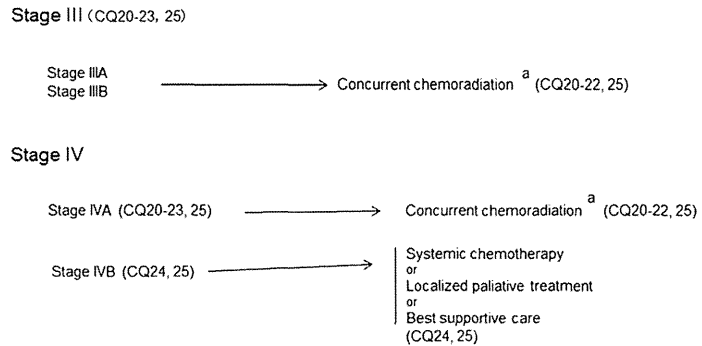 Stage III (CQ20-23, 25)
Stage IIIA
Stage IIIB
Concurrent chemoradiation a (CQ20-22, 25)
Stage IV
Stage IVA (CQ20-23, 25)
Concurrent chemoradiation a (CQ20-22, 25)
Stage IVB (CQ24, 25)
Systemic chemotherapy
or
Localized paliative treatment
or
Best supportive care
(CQ24, 25)